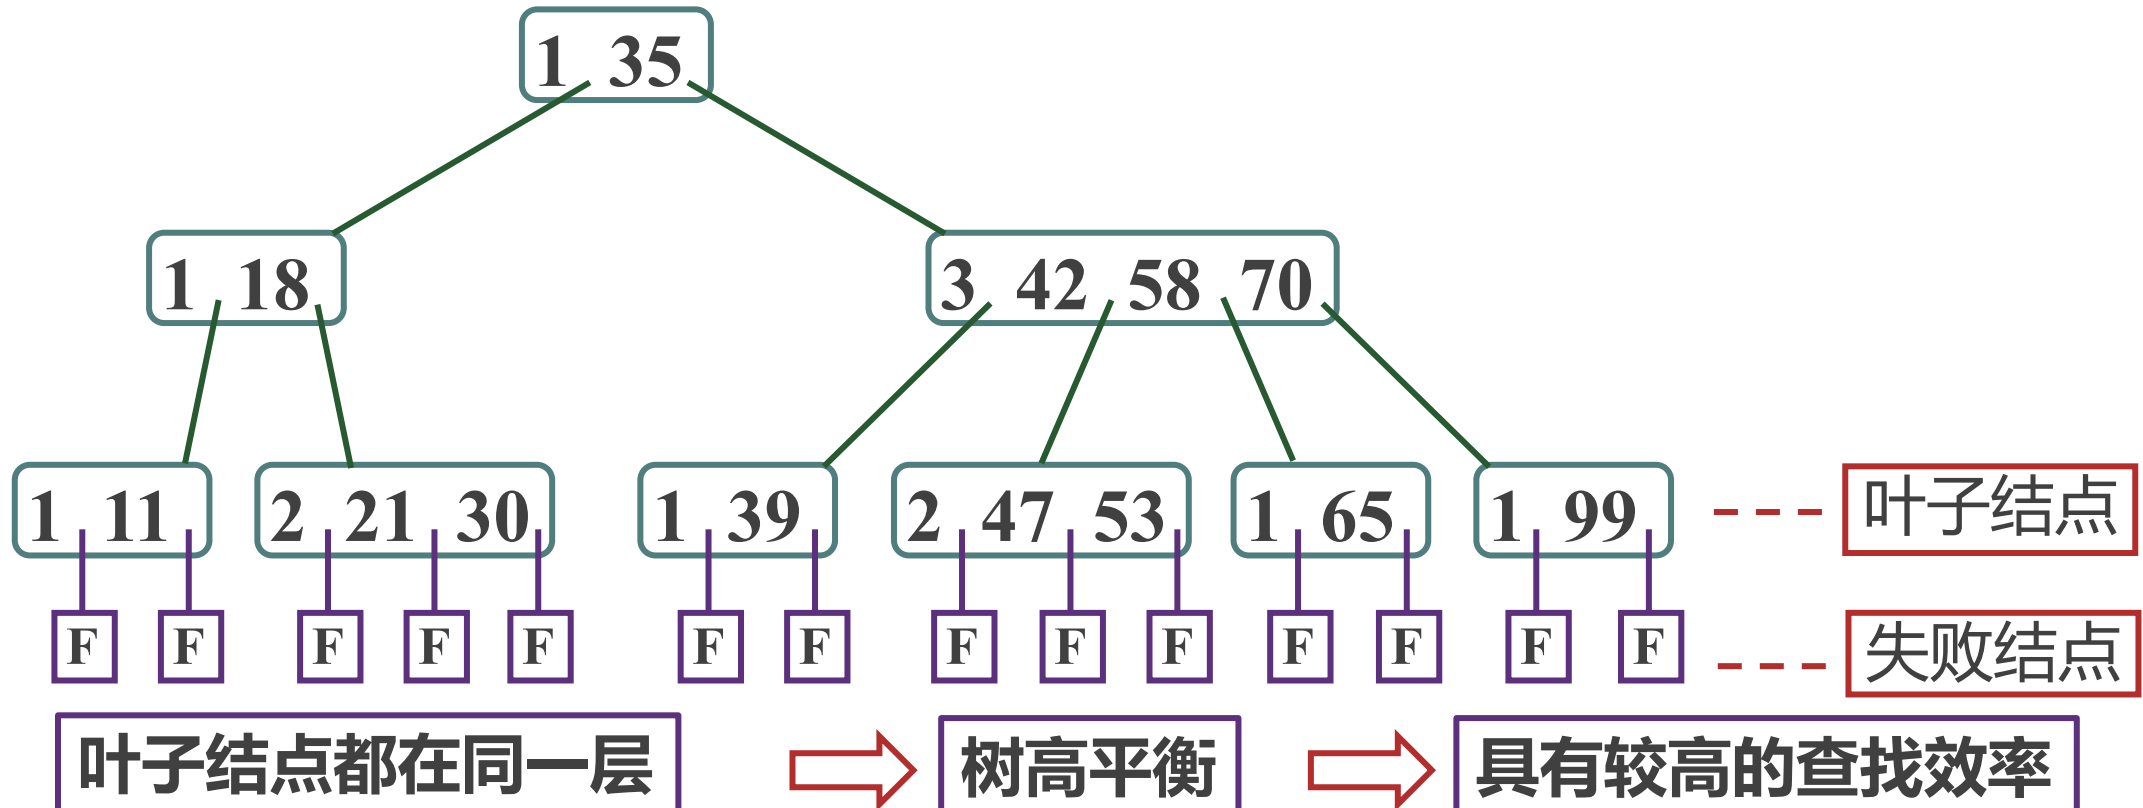 1 35
1 18
3 42 58 70
1 11
2 21 30
1 39
2 47 53
1 65
1 99
叶子结点
F F F F F F F F F F F F F F
失败结点
叶子结点都在同一层
树高平衡
具有较高的查找效率